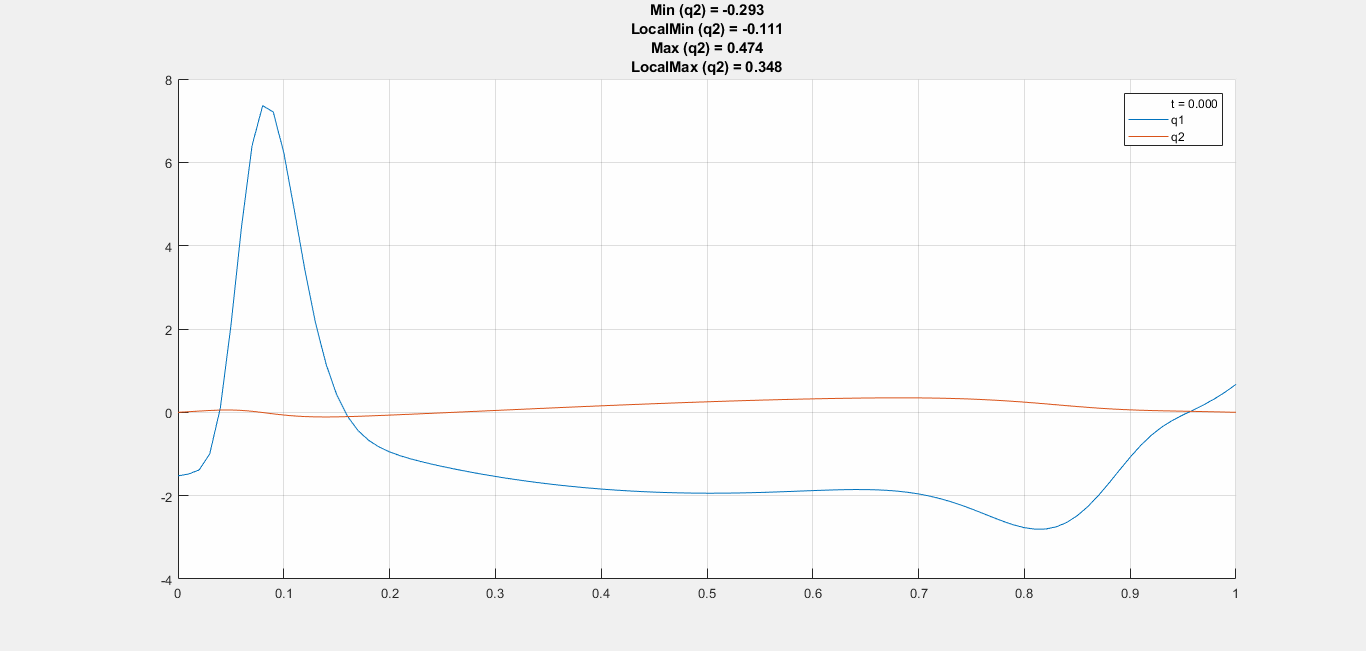 Min (q2) = -0.293
LocalMin (q2) = -0.111
Max (q2) = 0.474
LocalMax (q2) = 0.348
8
6
4
2
0
-2
-4
t = 0.000
q1
q2
0 0.1 0.2 0.3 0.4 0.5 0.6 0.7 0.8 0.9 1